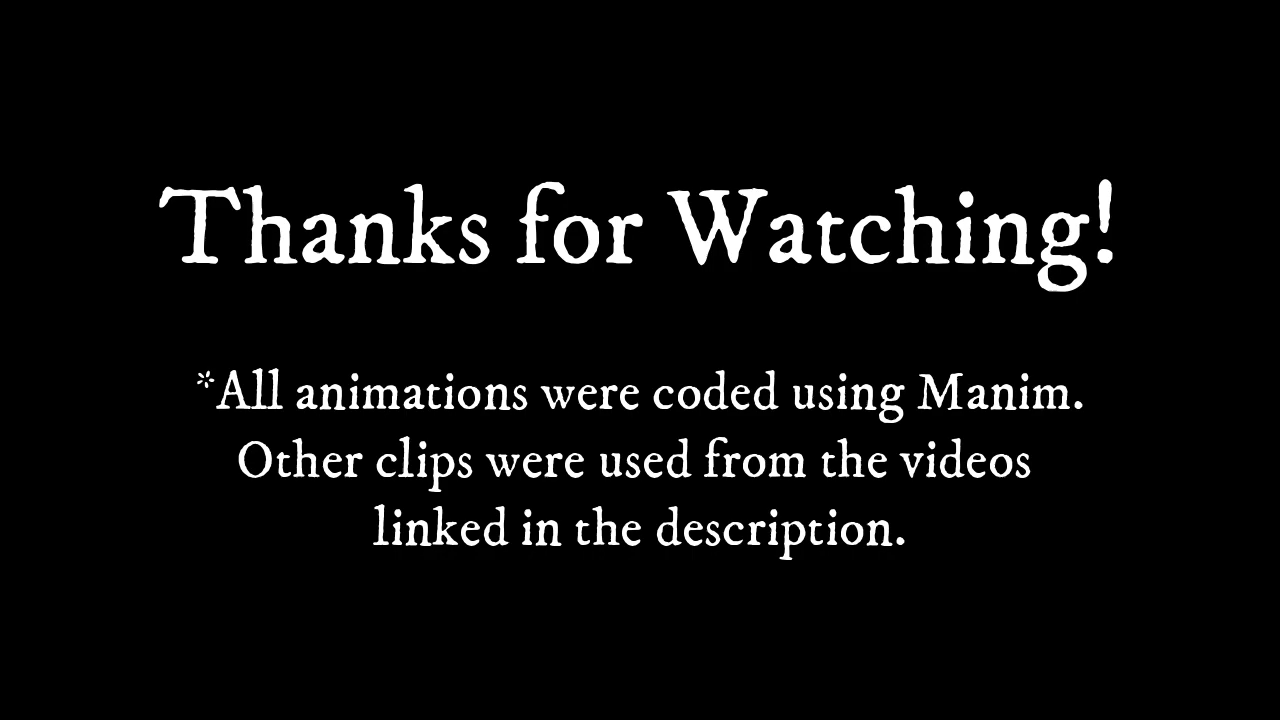 Thanks for Watching!
*All animations were coded using Manim.
Other clips were used from the videos
linked in the description.